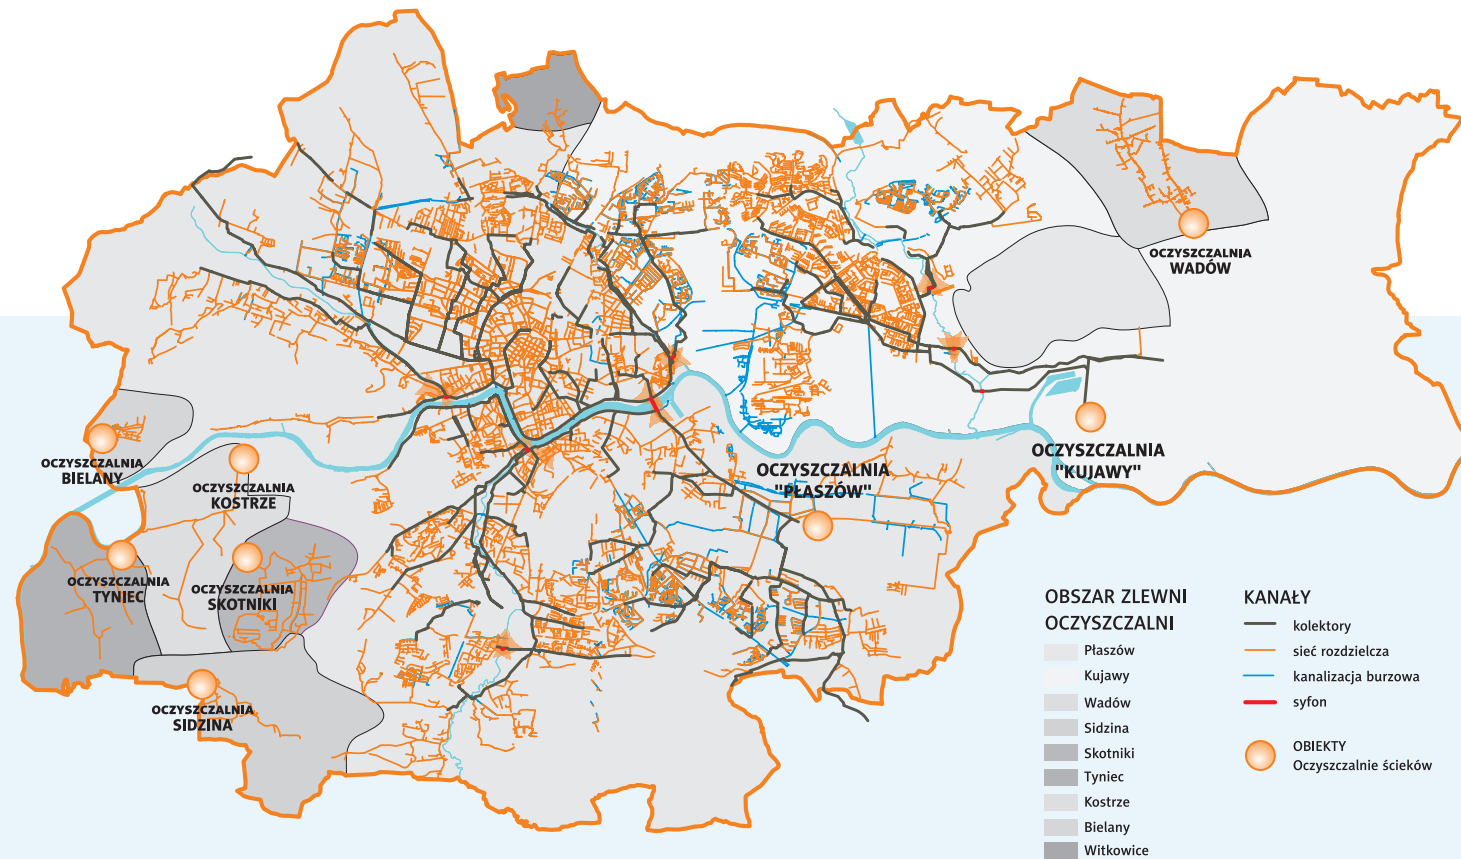 OCZYSZCZALNIA
WADÓW
OCZYSZCZALNIA
BIELANY
OCZYSZCZALNIA
KOSTRZE
OCZYSZCZALNIA
"PŁASZÓW"
OCZYSZCZALNIA
"KUJAWY"
OCZYSZCZALNIA
TYNIEC
OCZYSZCZALNIA
SKOTNIKI
OCZYSZCZALNIA
SIDZINA
OBSZAR ZLEWNI
OCZYSZCZALNI
Płaszów
Kujawy
Wadów
Sidzina
Skotniki
Tyniec
Kostrze
Bielany
Witkowice
KANAŁY
kolektory
sieć rozdzielcza
kanalizacja burzowa
syfon
OBIEKTY
Oczyszczalnie ścieków